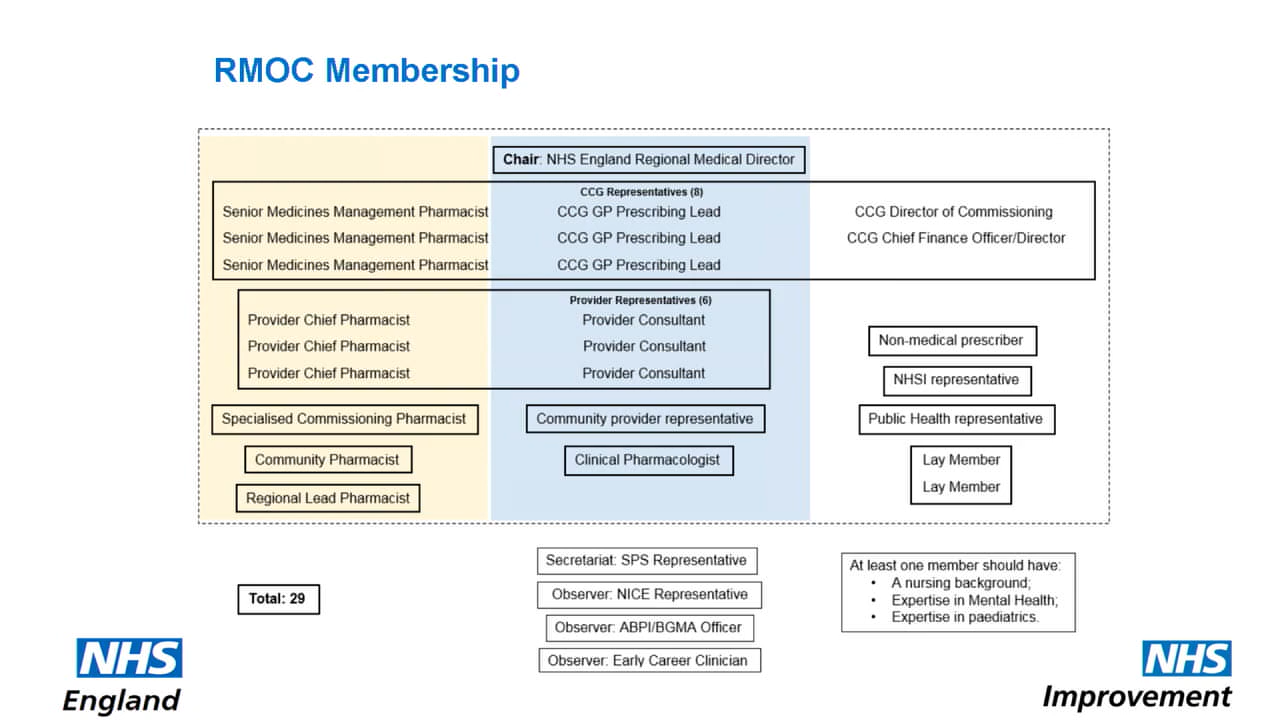 RMOC Membership
Chair: NHS England Regional Medical Director
CCG Representatives (8)
Senior Medicines Management Pharmacist CCG GP Prescribing Lead CCG Director of Commissioning
Senior Medicines Management Pharmacist CCG GP Prescribing Lead CCG Chief Finance Officer/Director
Senior Medicines Management Pharmacist CCG GP Prescribing Lead
Provider Representatives (6)
Provider Chief Pharmacist Provider Consultant
Provider Chief Pharmacist Provider Consultant
Provider Chief Pharmacist Provider Consultant
Non-medical prescriber
NHSI representative
Specialised Commissioning Pharmacist Community provider representative Public Health representative
Community Pharmacist Clinical Pharmacologist Lay Member
Lay Member
Regional Lead Pharmacist
Total: 29
Secretariat: SPS Representative
Observer: NICE Representative
Observer: ABPI/BGMA Officer
Observer: Early Career Clinician
At least one member should have:
• A nursing background;
• Expertise in Mental Health;
• Expertise in paediatrics.
NHS
England
NHS
Improvement